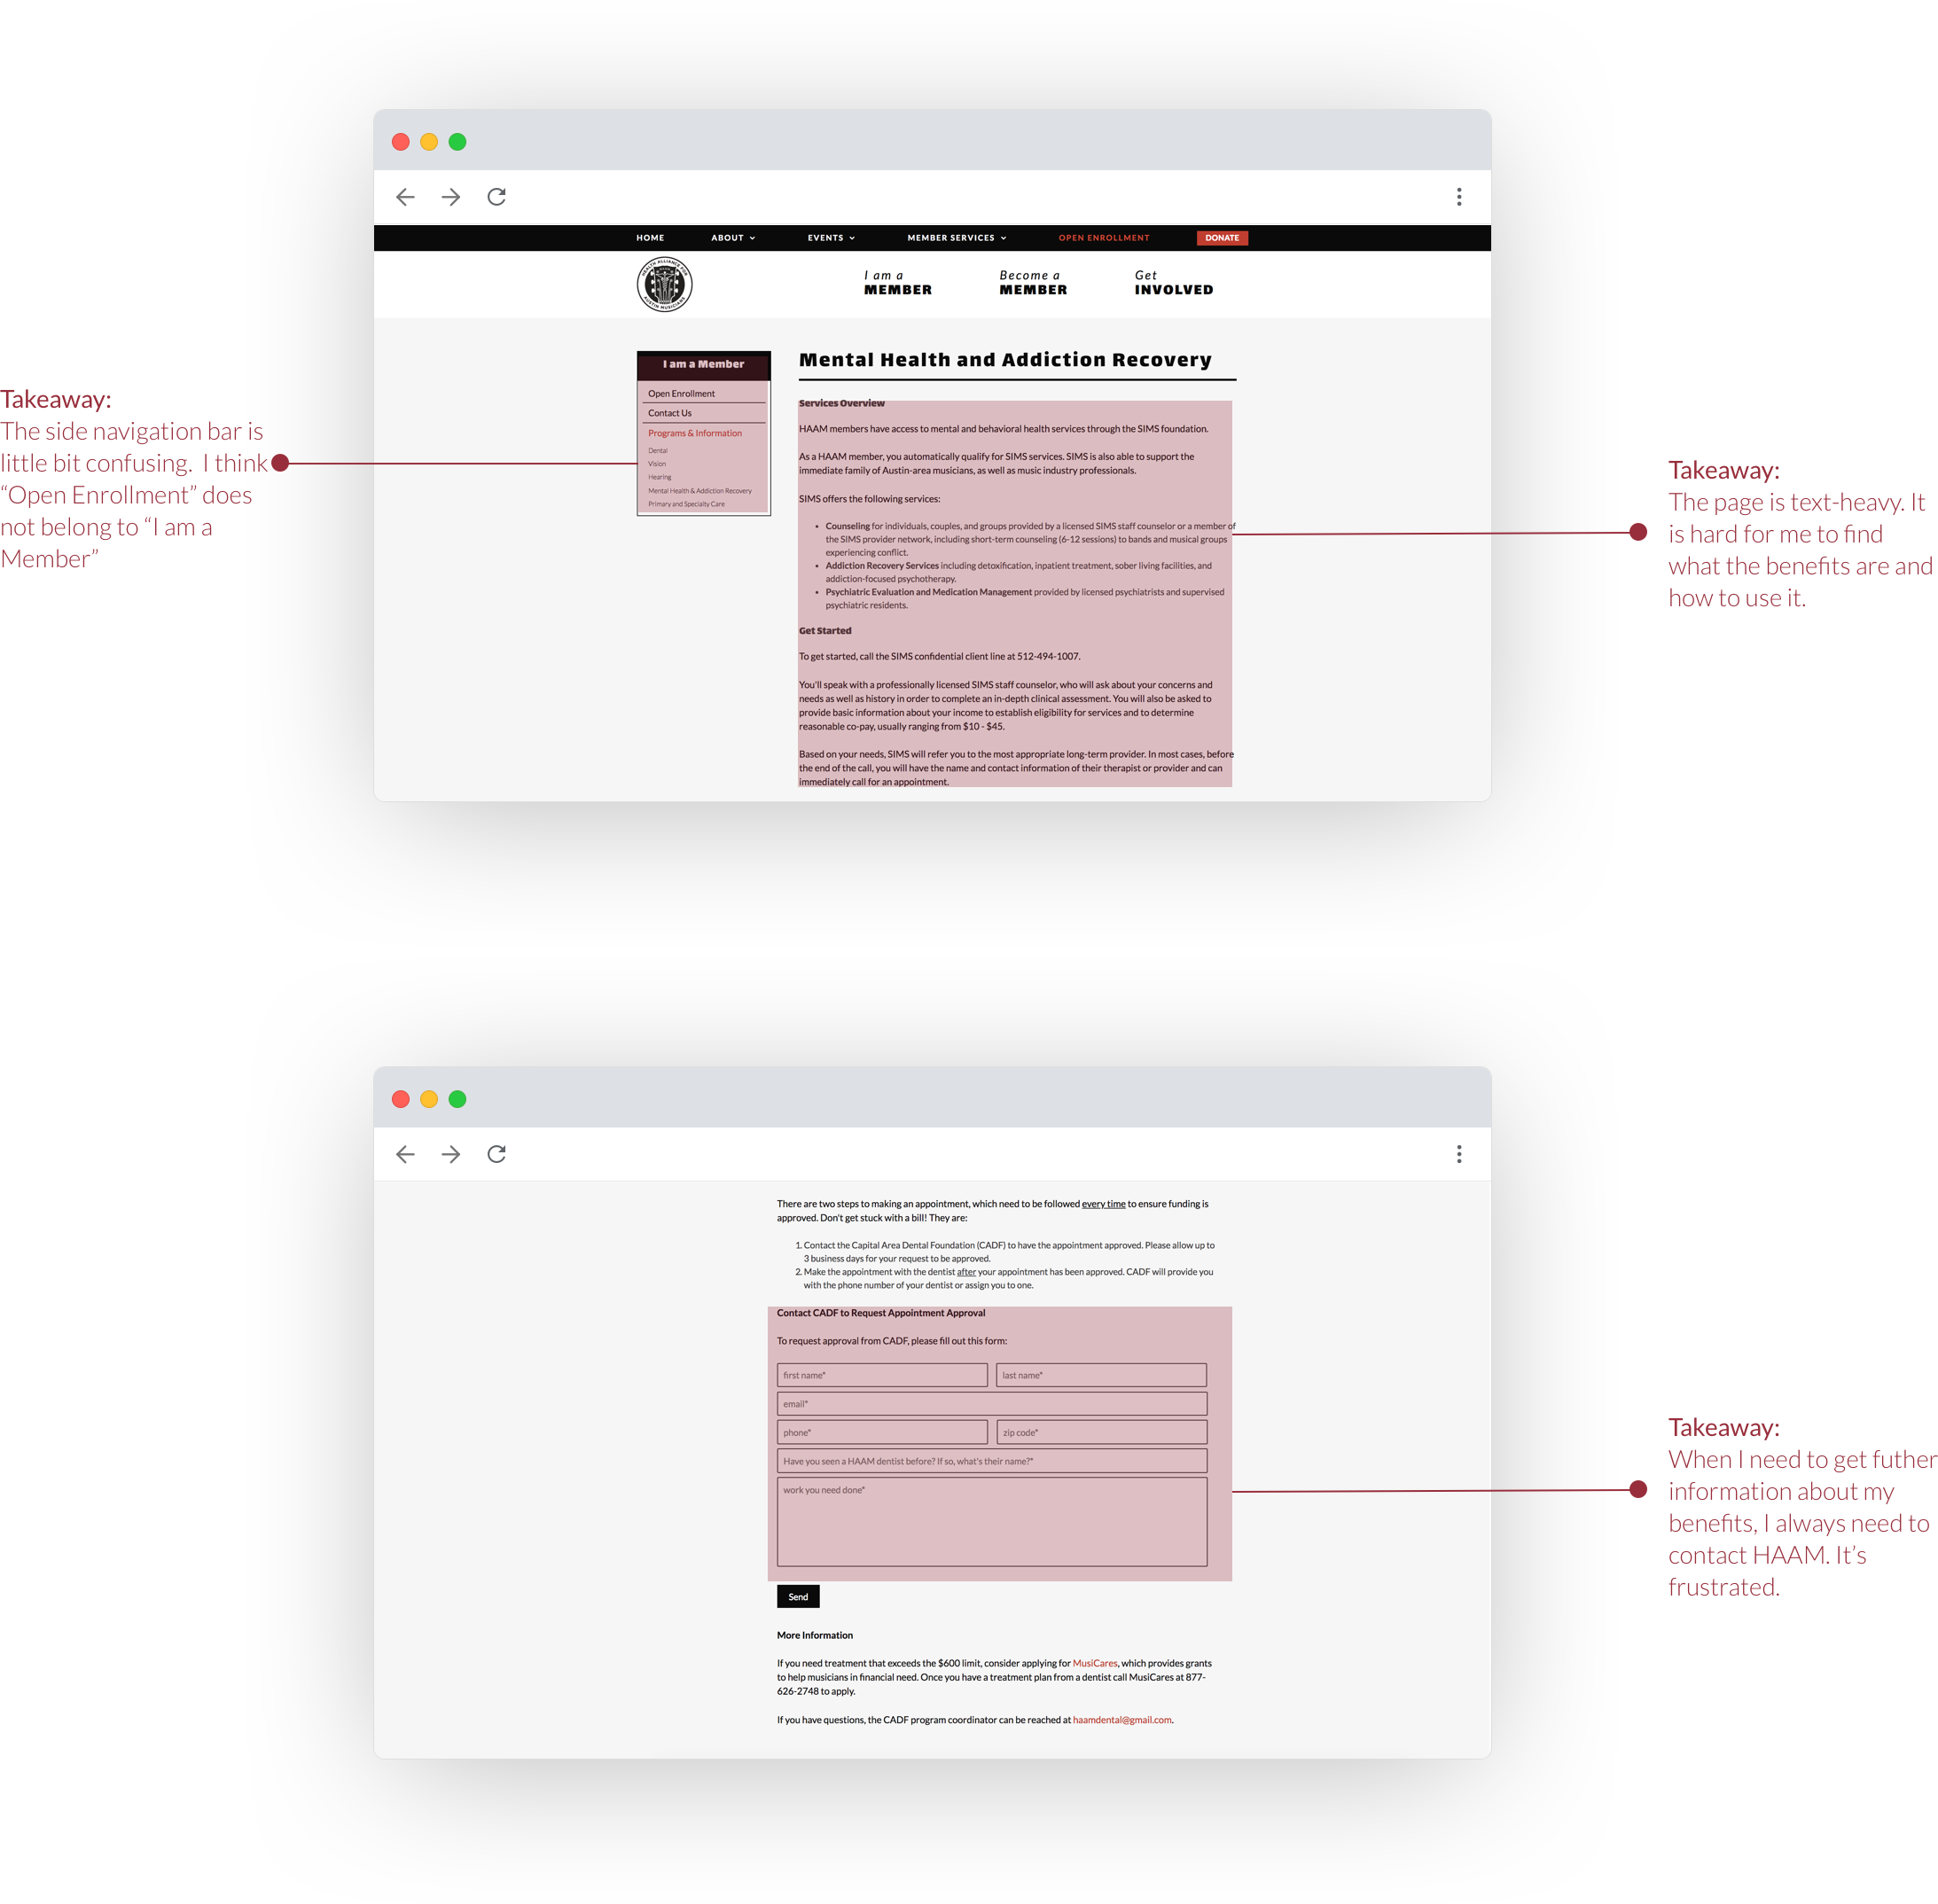 HOME ABOUT EVENTS MEMBER SERVICES OPEN ENROLLMENT DONATE
HEALTH ALLIANCE FOR AUSTIN MUSICIANS
I am a
MEMBER
Become a
MEMBER
Get
INVOLVED
I am a Member
Open Enrollment
Contact Us
Programs & Information
Dental
Vision
Hearing
Mental Health & Addiction Recovery
Primary and Specialty Care
Takeaway:
The side navigation bar is
little bit confusing. I think
“Open Enrollment” does
not belong to “I am a
Member”
Mental Health and Addiction Recovery
Services Overview
HAAM members have access to mental and behavioral health services through the SIMS foundation.
As a HAAM member, you automatically qualify for SIMS services. SIMS is also able to support the
immediate family of Austin-area musicians, as well as music industry professionals.
SIMS offers the following services:
• Counseling for individuals, couples, and groups provided by a licensed SIMS staff counselor or a member of
the SIMS provider network, including short-term counseling (6-12 sessions) to bands and musical groups
experiencing conflict.
• Addiction Recovery Services including detoxification, inpatient treatment, sober living facilities, and
addiction-focused psychotherapy.
• Psychiatric Evaluation and Medication Management provided by licensed psychiatrists and supervised
psychiatric residents.
Get Started
To get started, call the SIMS confidential client line at 512-494-1007.
You'll speak with a professionally licensed SIMS staff counselor, who will ask about your concerns and
needs as well as history in order to complete an in-depth clinical assessment. You will also be asked to
provide basic information about your income to establish eligibility for services and to determine
reasonable co-pay, usually ranging from $10 - $45.
Based on your needs, SIMS will refer you to the most appropriate long-term provider. In most cases, before
the end of the call, you will have the name and contact information of their therapist or provider and can
immediately call for an appointment.
Takeaway:
The page is text-heavy. It
is hard for me to find
what the benefits are and
how to use it.
There are two steps to making an appointment, which need to be followed every time to ensure funding is
approved. Don't get stuck with a bill! They are:
1. Contact the Capital Area Dental Foundation (CADF) to have the appointment approved. Please allow up to
3 business days for your request to be approved.
2. Make the appointment with the dentist after your appointment has been approved. CADF will provide you
with the phone number of your dentist or assign you to one.
Contact CADF to Request Appointment Approval
To request approval from CADF, please fill out this form:
first name* last name*
email*
phone* zip code*
Have you seen a HAAM dentist before? If so, what's their name?*
work you need done*
Send
More Information
If you need treatment that exceeds the $600 limit, consider applying for MusiCares, which provides grants
to help musicians in financial need. Once you have a treatment plan from a dentist call MusiCares at 877-
626-2748 to apply.
If you have questions, the CADF program coordinator can be reached at haamdental@gmail.com.
Takeaway:
When I need to get futher
information about my
benefits, I always need to
contact HAAM. It’s
frustrated.